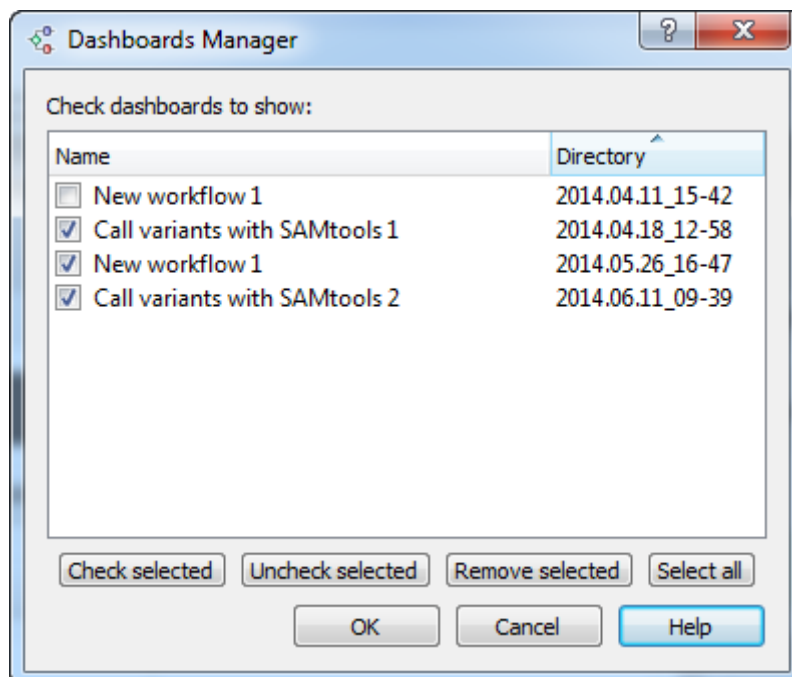 Dashboards Manager
Check dashboards to show:
Name Directory
New workflow 1 2014.04.11_15-42
Call variants with SAMtools 1 2014.04.18_12-58
New workflow 1 2014.05.26_16-47
Call variants with SAMtools 2 2014.06.11_09-39
Check selected Uncheck selected Remove selected Select all
OK Cancel Help